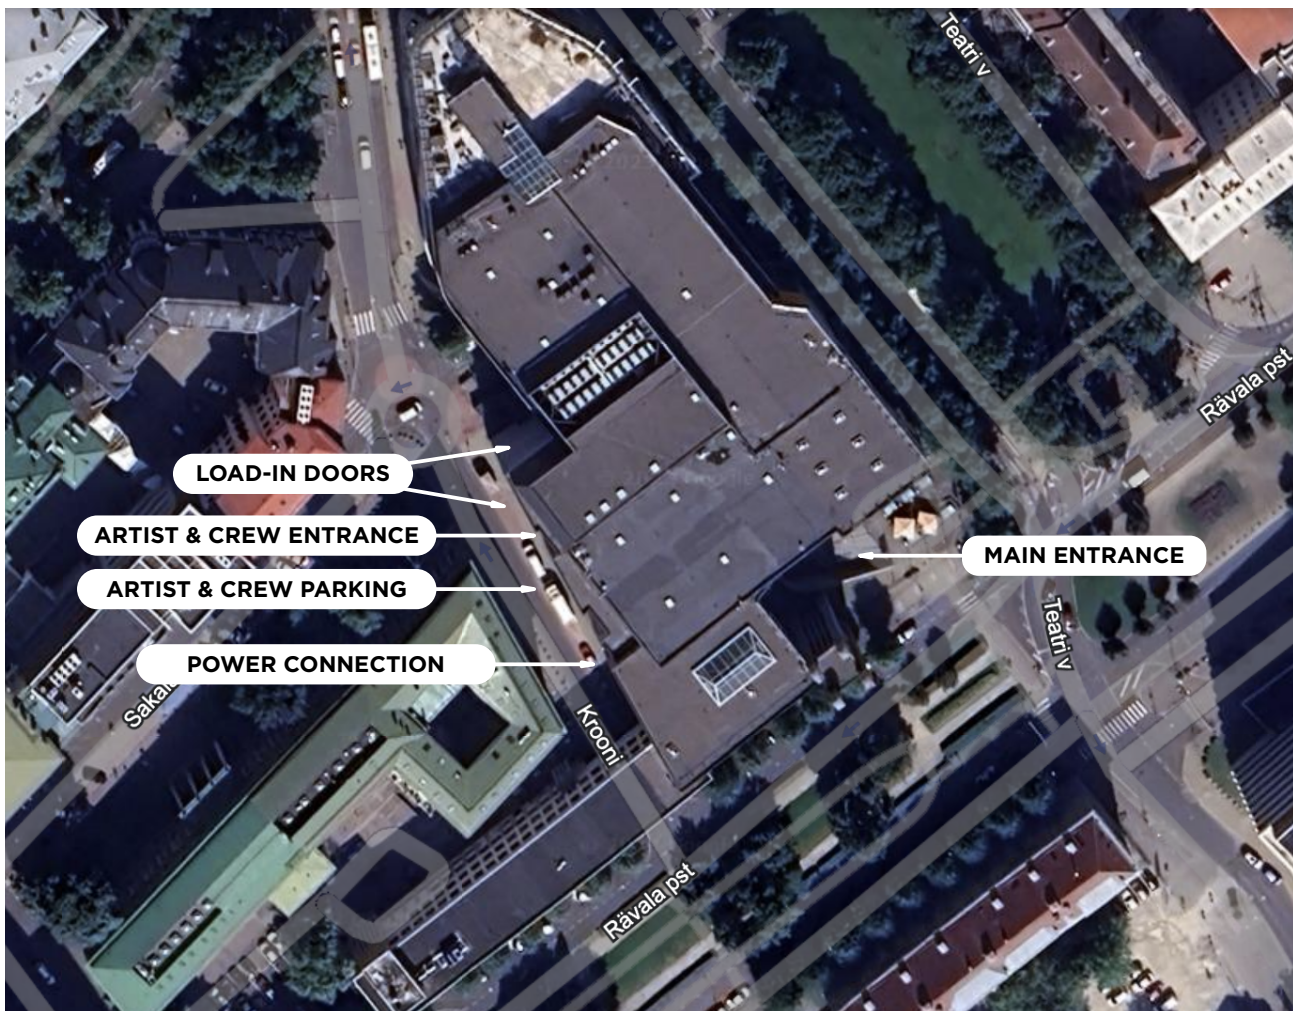 Teatri v
Rävala pst
LOAD-IN DOORS
ARTIST & CREW ENTRANCE
MAIN ENTRANCE
ARTIST & CREW PARKING
Teatri v
POWER CONNECTION
Krooni
Rävala pst